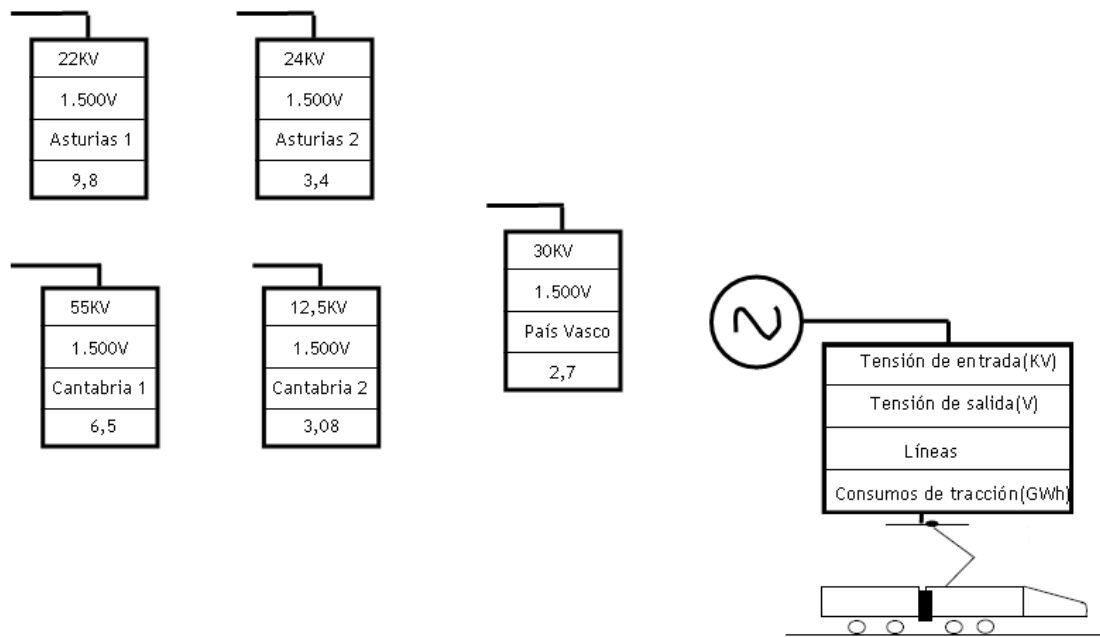 22KV
1.500V
Asturias 1
9,8
24KV
1.500V
Asturias 2
3,4
55KV
1.500V
Cantabria 1
6,5
12,5KV
1.500V
Cantabria 2
3,08
30KV
1.500V
País Vasco
2,7
Tensión de entrada(KV)
Tensión de salida(V)
Líneas
Consumos de tracción(GWh)